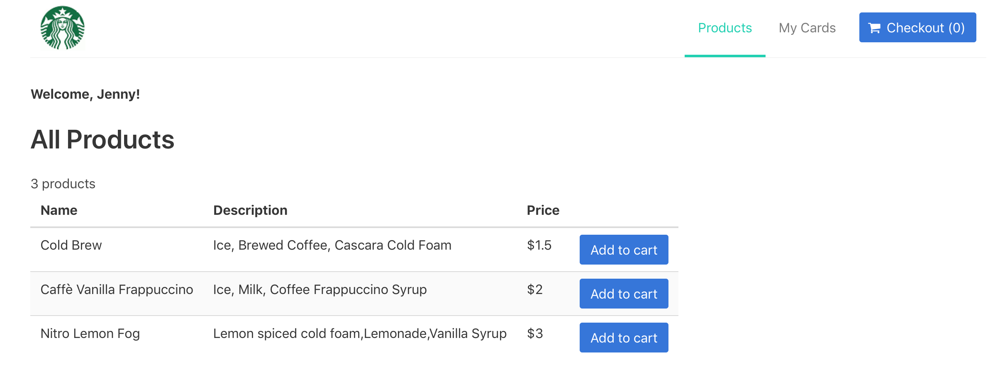 Products My Cards Checkout (0)
Welcome, Jenny!
All Products
3 products
Name Description Price
Cold Brew Ice, Brewed Coffee, Cascara Cold Foam $1.5 Add to cart
Caffè Vanilla Frappuccino Ice, Milk, Coffee Frappuccino Syrup $2 Add to cart
Nitro Lemon Fog Lemon spiced cold foam,Lemonade,Vanilla Syrup $3 Add to cart